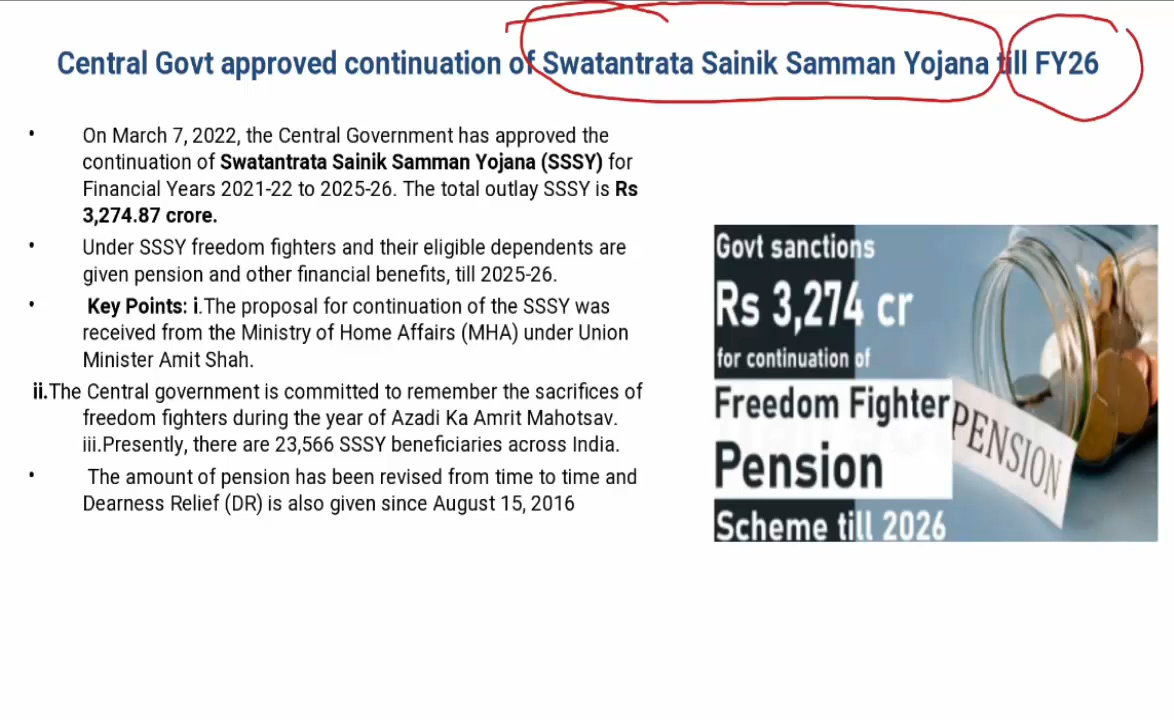 Central Govt approved continuation of Swatantrata Sainik Samman Yojana till FY26
• On March 7, 2022, the Central Government has approved the
continuation of Swatantrata Sainik Samman Yojana (SSSY) for
Financial Years 2021-22 to 2025-26. The total outlay SSSY is Rs
3,274.87 crore.
• Under SSSY freedom fighters and their eligible dependents are
given pension and other financial benefits, till 2025-26.
• Key Points: i.The proposal for continuation of the SSSY was
received from the Ministry of Home Affairs (MHA) under Union
Minister Amit Shah.
ii.The Central government is committed to remember the sacrifices of
freedom fighters during the year of Azadi Ka Amrit Mahotsav.
iii.Presently, there are 23,566 SSSY beneficiaries across India.
• The amount of pension has been revised from time to time and
Dearness Relief (DR) is also given since August 15, 2016
Govt sanctions
Rs 3,274 cr
for continuation of
Freedom Fighter
Pension
Scheme till 2026
PENSION